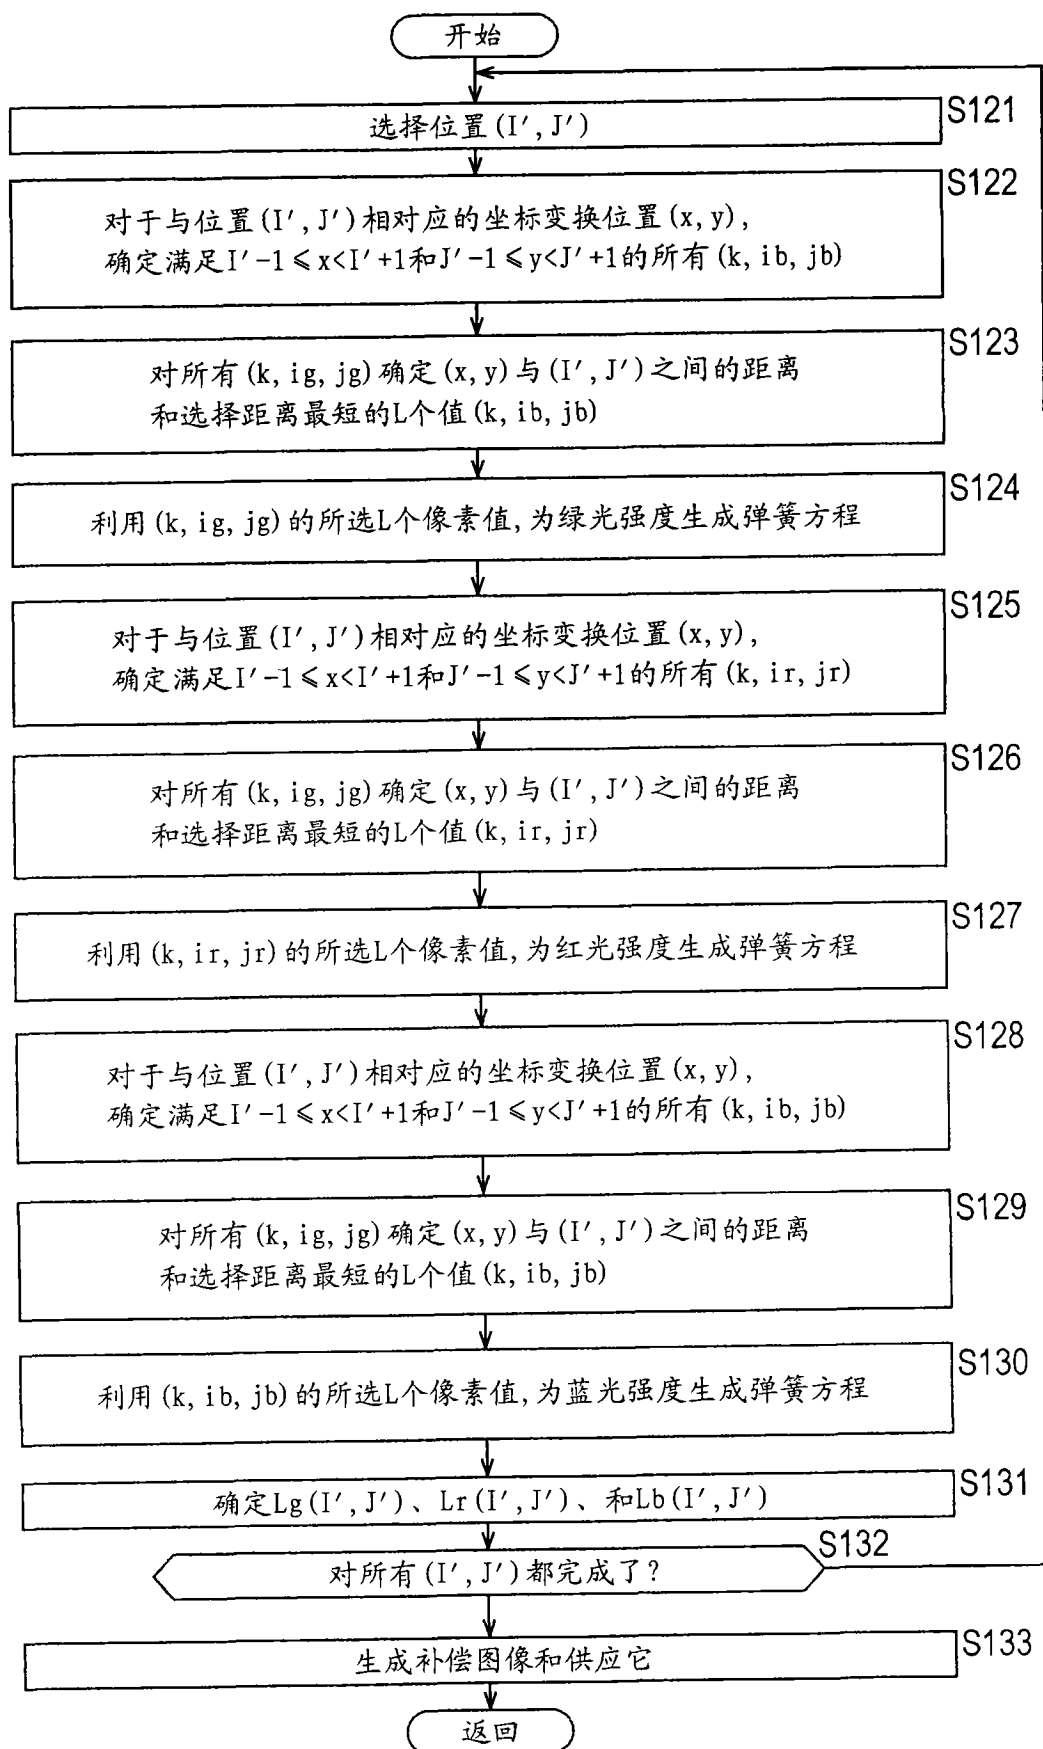 开始
选择位置(I′,J′)
S121
对于与位置(I′,J′)相对应的坐标变换位置(x,y),
确定满足I′-1≤x<I′+1和J′-1≤y<J′+1的所有(k,ib,jb)
S122
对所有(k,ig,jg)确定(x,y)与(I′,J′)之间的距离
和选择距离最短的L个值(k,ib,jb)
S123
利用(k,ig,jg)的所选L个像素值,为绿光强度生成弹簧方程
S124
对于与位置(I′,J′)相对应的坐标变换位置(x,y),
确定满足I′-1≤x<I′+1和J′-1≤y<J′+1的所有(k,ir,jr)
S125
对所有(k,ig,jg)确定(x,y)与(I′,J′)之间的距离
和选择距离最短的L个值(k,ir,jr)
S126
利用(k,ir,jr)的所选L个像素值,为红光强度生成弹簧方程
S127
对于与位置(I′,J′)相对应的坐标变换位置(x,y),
确定满足I′-1≤x<I′+1和J′-1≤y<J′+1的所有(k,ib,jb)
S128
对所有(k,ig,jg)确定(x,y)与(I′,J′)之间的距离
和选择距离最短的L个值(k,ib,jb)
S129
利用(k,ib,jb)的所选L个像素值,为蓝光强度生成弹簧方程
S130
确定Lg(I′,J′)、Lr(I′,J′)、和Lb(I′,J′)
S131
对所有(I′,J′)都完成了?
S132
生成补偿图像和供应它
S133
返回